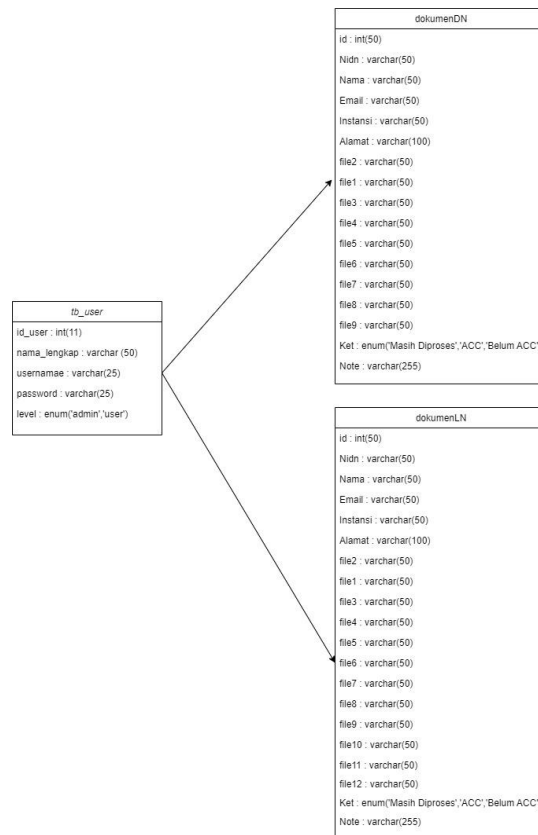 dokumenDN
id : int(50)
Nidn : varchar(50)
Nama : varchar(50)
Email : varchar(50)
Instansi : varchar(50)
Alamat : varchar(100)
file2 : varchar(50)
file1 : varchar(50)
file3 : varchar(50)
file4 : varchar(50)
file5 : varchar(50)
file6 : varchar(50)
file7 : varchar(50)
file8 : varchar(50)
file9 : varchar(50)
Ket : enum('Masih Diproses','ACC','Belum ACC'
Note : varchar(255)
tb_user
id_user : int(11)
nama_lengkap : varchar (50)
usernamae : varchar(25)
password : varchar(25)
level : enum('admin','user')
dokumenLN
id : int(50)
Nidn : varchar(50)
Nama : varchar(50)
Email : varchar(50)
Instansi : varchar(50)
Alamat : varchar(100)
file2 : varchar(50)
file1 : varchar(50)
file3 : varchar(50)
file4 : varchar(50)
file5 : varchar(50)
file6 : varchar(50)
file7 : varchar(50)
file8 : varchar(50)
file9 : varchar(50)
file10 : varchar(50)
file11 : varchar(50)
file12 : varchar(50)
Ket : enum('Masih Diproses','ACC','Belum ACC'
Note : varchar(255)